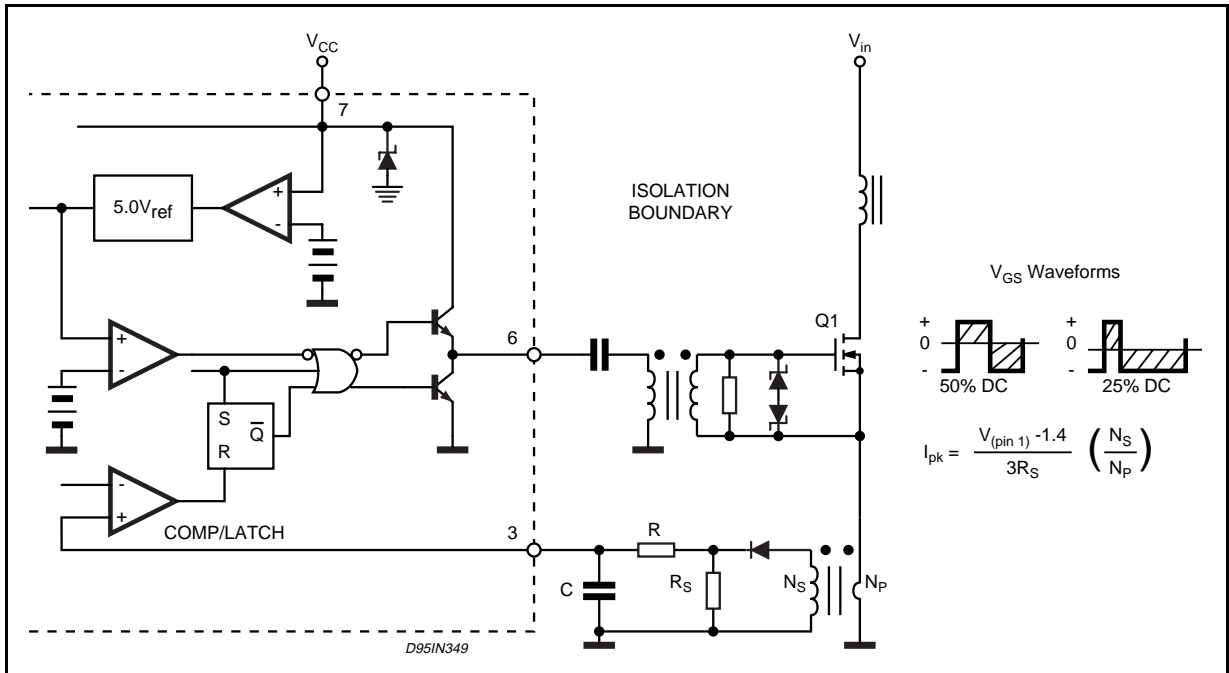 VCC
Vin
7
ISOLATION
BOUNDARY
5.0Vref
+
-
VGS Waveforms
Q1
6
+
0
-
50% DC
+
0
-
25% DC
+
-
S
R
Q̅
Ipk = V(pin 1) -1.4 / 3RS (NS / NP)
-
+
COMP/LATCH
3
R
C
RS
NS
NP
D95IN349